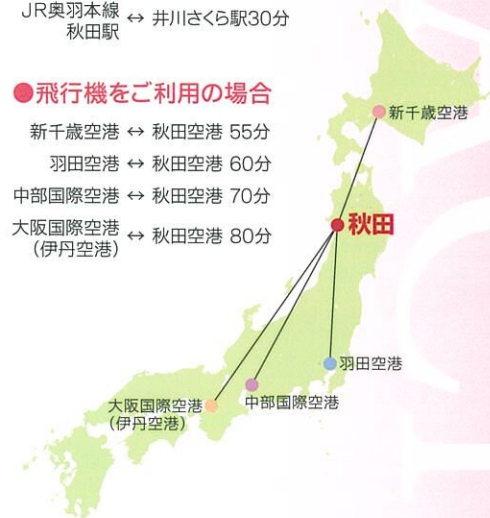 JR奥羽本線
秋田駅 ↔ 井川さくら駅30分
●飛行機をご利用の場合
新千歳空港 ↔ 秋田空港 55分
羽田空港 ↔ 秋田空港 60分
中部国際空港 ↔ 秋田空港 70分
大阪国際空港
(伊丹空港) ↔ 秋田空港 80分
新千歳空港
秋田
羽田空港
中部国際空港
大阪国際空港
(伊丹空港)